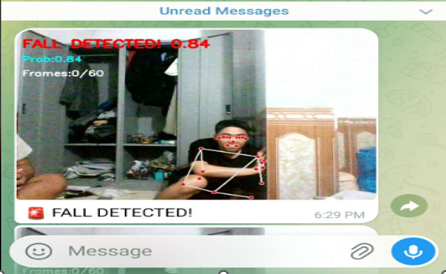 Unread Messages
FALL DETECTED! 0.84
Prob:0.84
Frames:0/60
🚨 FALL DETECTED!
6:29 PM
Message
Frames:0/60